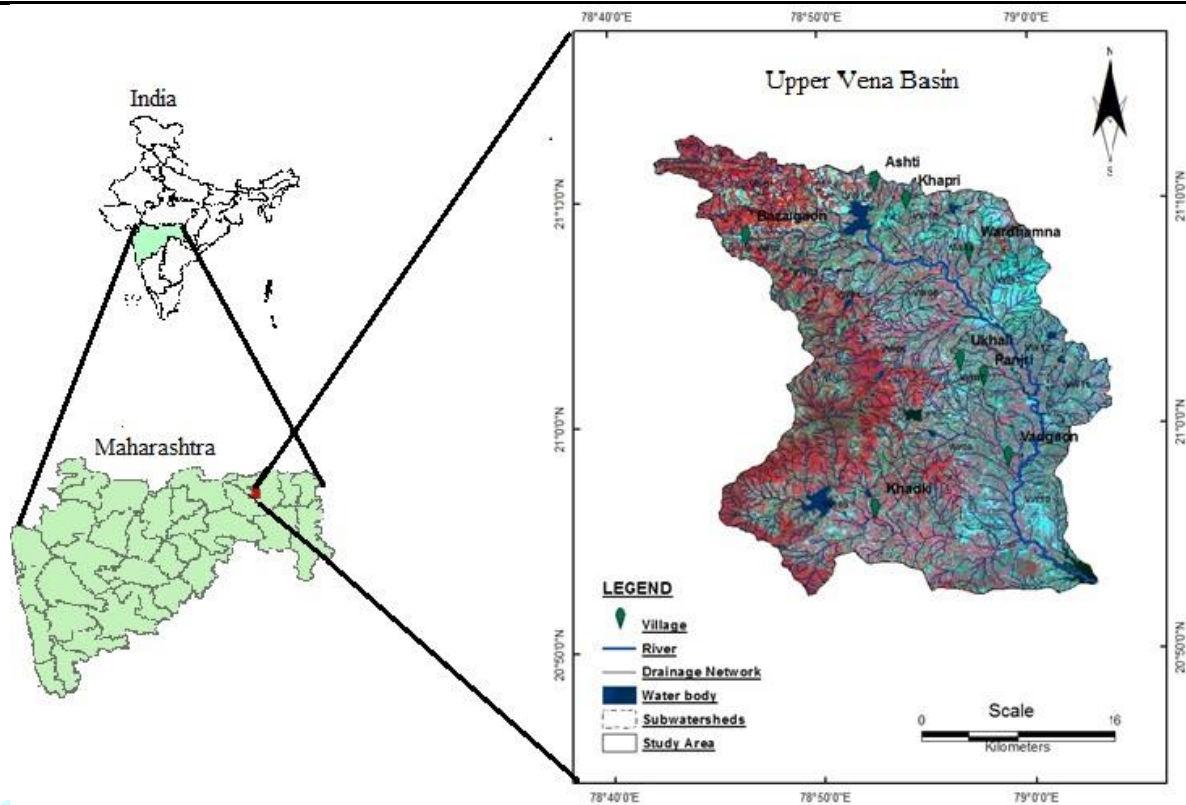 78°40'0"E 78°50'0"E 79°0'0"E
Upper Vena Basin
N
S
India
Maharashtra
Ashti
Khapri
Bazargaon
Wardhamna
Ukhali
Panjri
Vadgaon
Khadki
21°10'0"N
21°0'0"N
20°50'0"N
21°10'0"N
21°0'0"N
20°50'0"N
LEGEND
Village
River
Drainage Network
Water body
Subwatersheds
Study Area
Scale
0 16
Kilometers
78°40'0"E 78°50'0"E 79°0'0"E